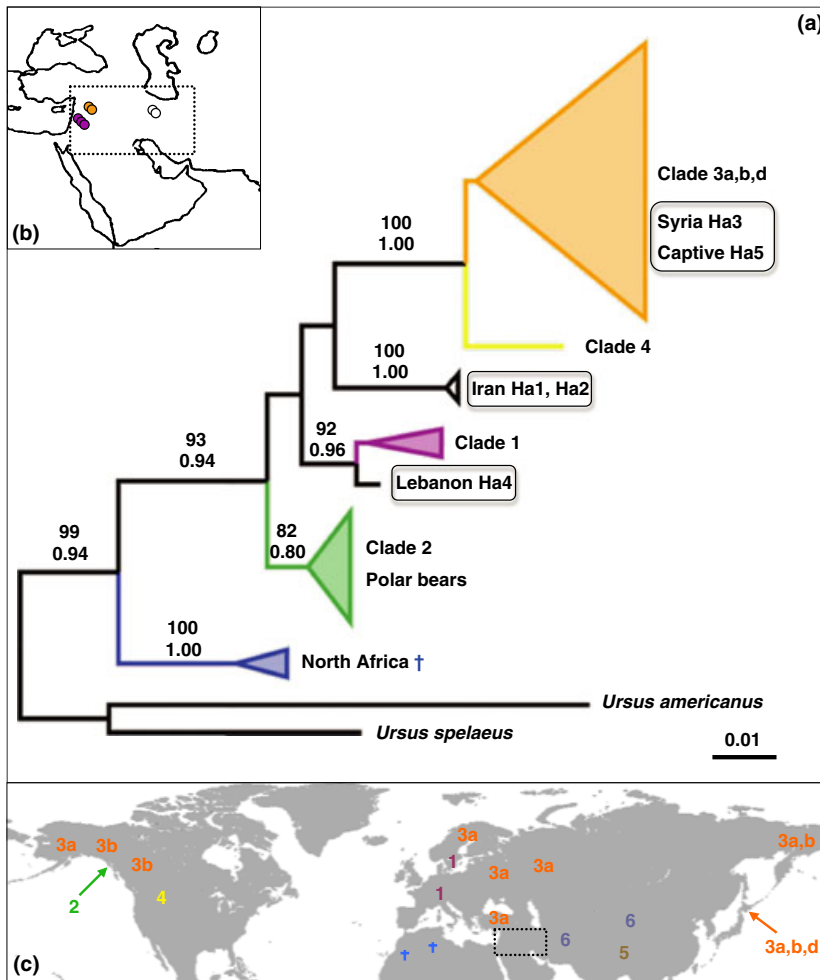 (a)
(b)
Clade 3a,b,d
Syria Ha3
Captive Ha5
100
1.00
Clade 4
100
1.00
Iran Ha1, Ha2
92
0.96
Clade 1
Lebanon Ha4
93
0.94
82
0.80
Clade 2
Polar bears
99
0.94
100
1.00
North Africa †
Ursus americanus
Ursus spelaeus
0.01
3a
3b
3b
2
4
3a
1
3a
3a
1
3a
3a,b
6
6
5
3a,b,d
†
†
(c)